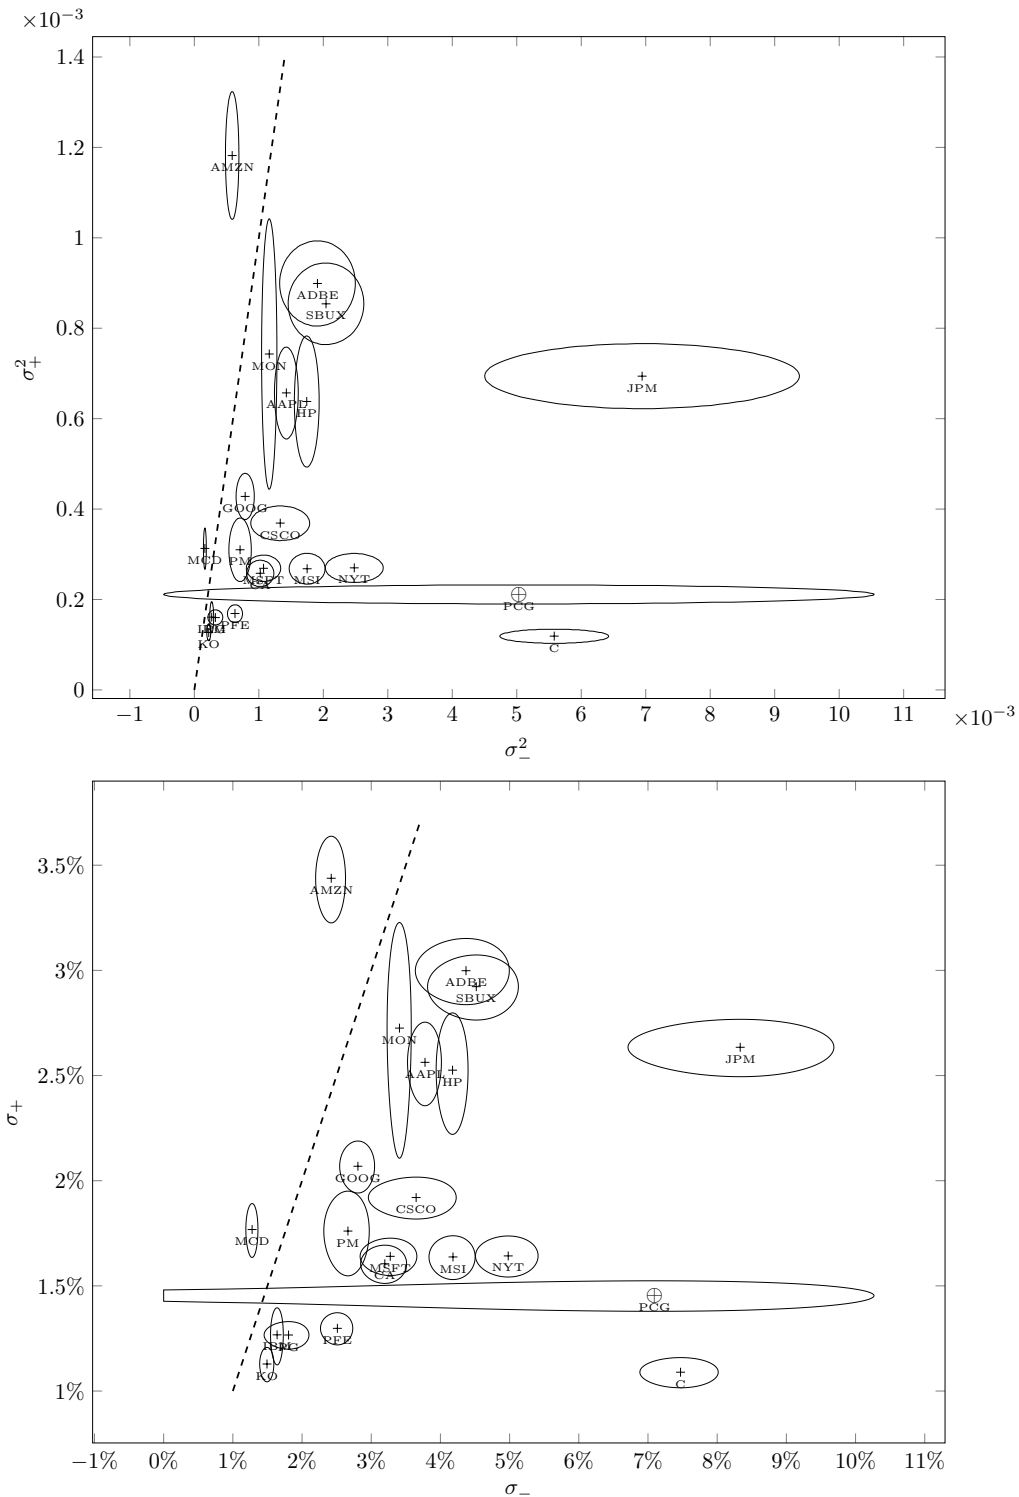 ×10⁻³
1.4
AMZN
1.2
1
ADBE
SBUX
0.8
σ²₊
MON
JPM
AAPL
HP
0.6
GOOG
0.4
CSCO
MCD
PM
MSFT
MSI
NYT
CA
0.2
PCG
IBM
PG
PFE
KO
C
0
−1 0 1 2 3 4 5 6 7 8 9 10 11
×10⁻³
σ²₋
3.5%
AMZN
3%
ADBE
SBUX
MON
JPM
2.5%
AAPL
HP
σ₊
2%
GOOG
CSCO
MCD
PM
MSFT
MSI
NYT
CA
1.5%
PCG
IBM
PG
PFE
KO
C
1%
−1% 0% 1% 2% 3% 4% 5% 6% 7% 8% 9% 10% 11%
σ₋